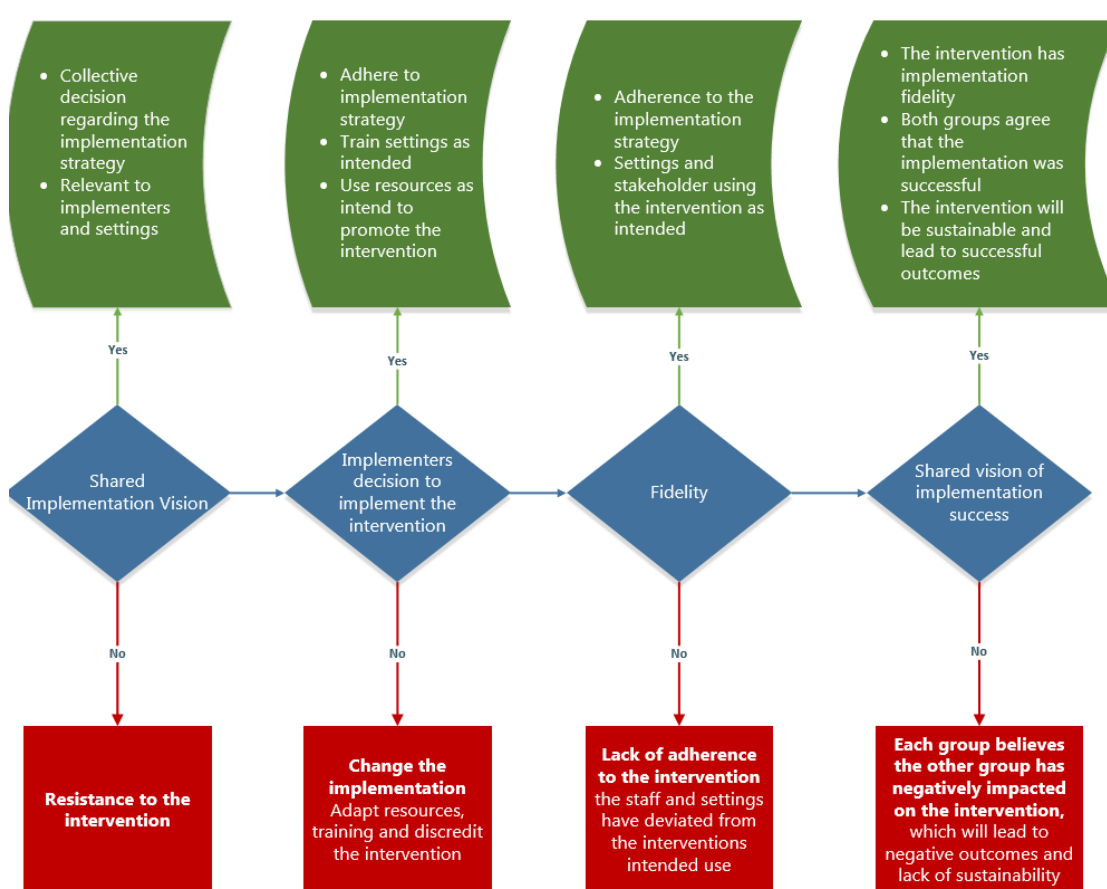 • Collective
decision
regarding the
implementation
strategy
• Relevant to
implementers
and settings
• Adhere to
implementation
strategy
• Train settings as
intended
• Use resources as
intend to
promote the
intervention
• Adherence to the
implementation
strategy
• Settings and
stakeholder using
the intervention as
intended
• The intervention has
implementation
fidelity
• Both groups agree
that the
implementation was
successful
• The intervention will
be sustainable and
lead to successful
outcomes
Yes
Yes
Yes
Yes
Shared
Implementation Vision
Implementers
decision to
implement the
intervention
Fidelity
Shared vision of
implementation
success
No
No
No
No
Resistance to the
intervention
Change the
implementation
Adapt resources,
training and discredit
the intervention
Lack of adherence
to the intervention
the staff and settings
have deviated from
the interventions
intended use
Each group believes
the other group has
negatively impacted
on the intervention,
which will lead to
negative outcomes and
lack of sustainability